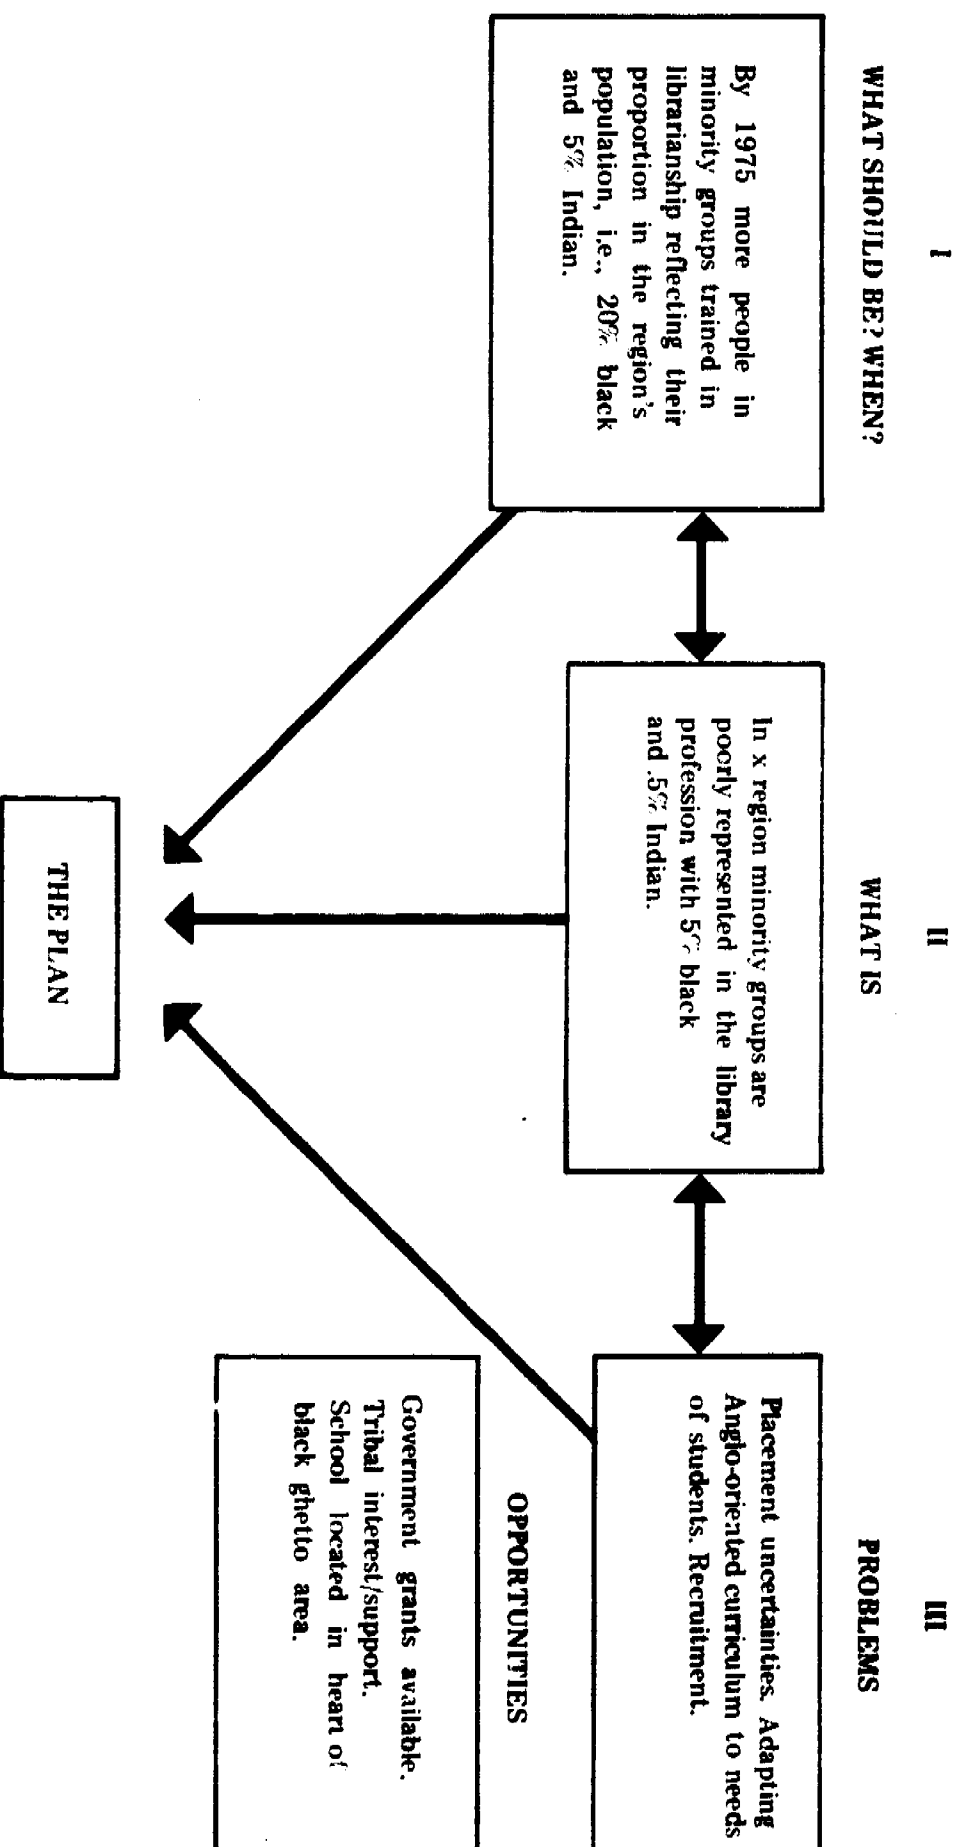 I
WHAT SHOULD BE? WHEN?
By 1975 more people in
minority groups trained in
librarianship reflecting their
proportion in the region's
population, i.e., 20% black
and 5% Indian.
II
WHAT IS
In x region minority groups are
poorly represented in the library
profession with 5% black
and .5% Indian.
III
PROBLEMS
Placement uncertainties. Adapting
Anglo-oriented curriculum to needs
of students. Recruitment.
OPPORTUNITIES
Government grants available.
Tribal interest/support.
School located in heart of
black ghetto area.
THE PLAN